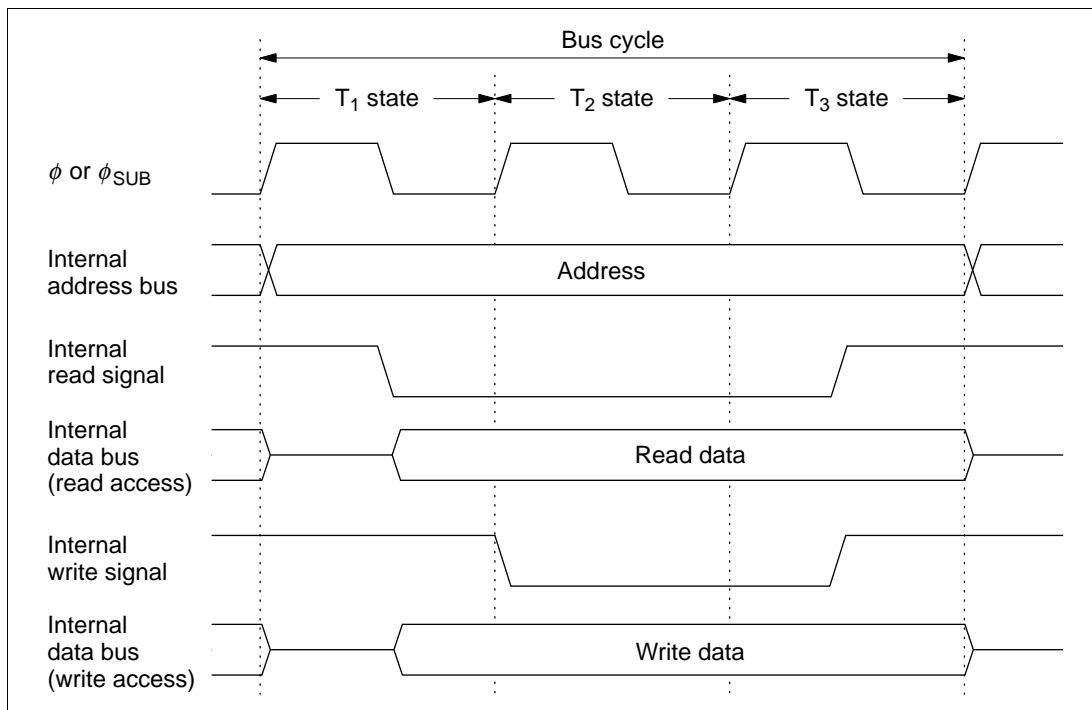 Bus cycle
T₁ state
T₂ state
T₃ state
ϕ or ϕSUB
Internal
address bus
Address
Internal
read signal
Internal
data bus
(read access)
Read data
Internal
write signal
Internal
data bus
(write access)
Write data